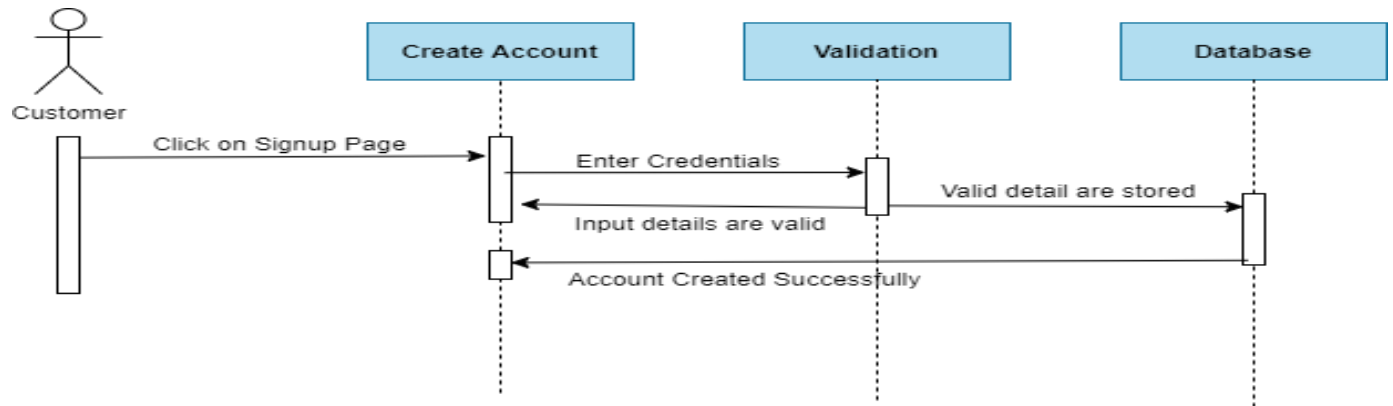 Create Account
Validation
Database
Customer
Click on Signup Page
Enter Credentials
Valid detail are stored
Input details are valid
Account Created Successfully